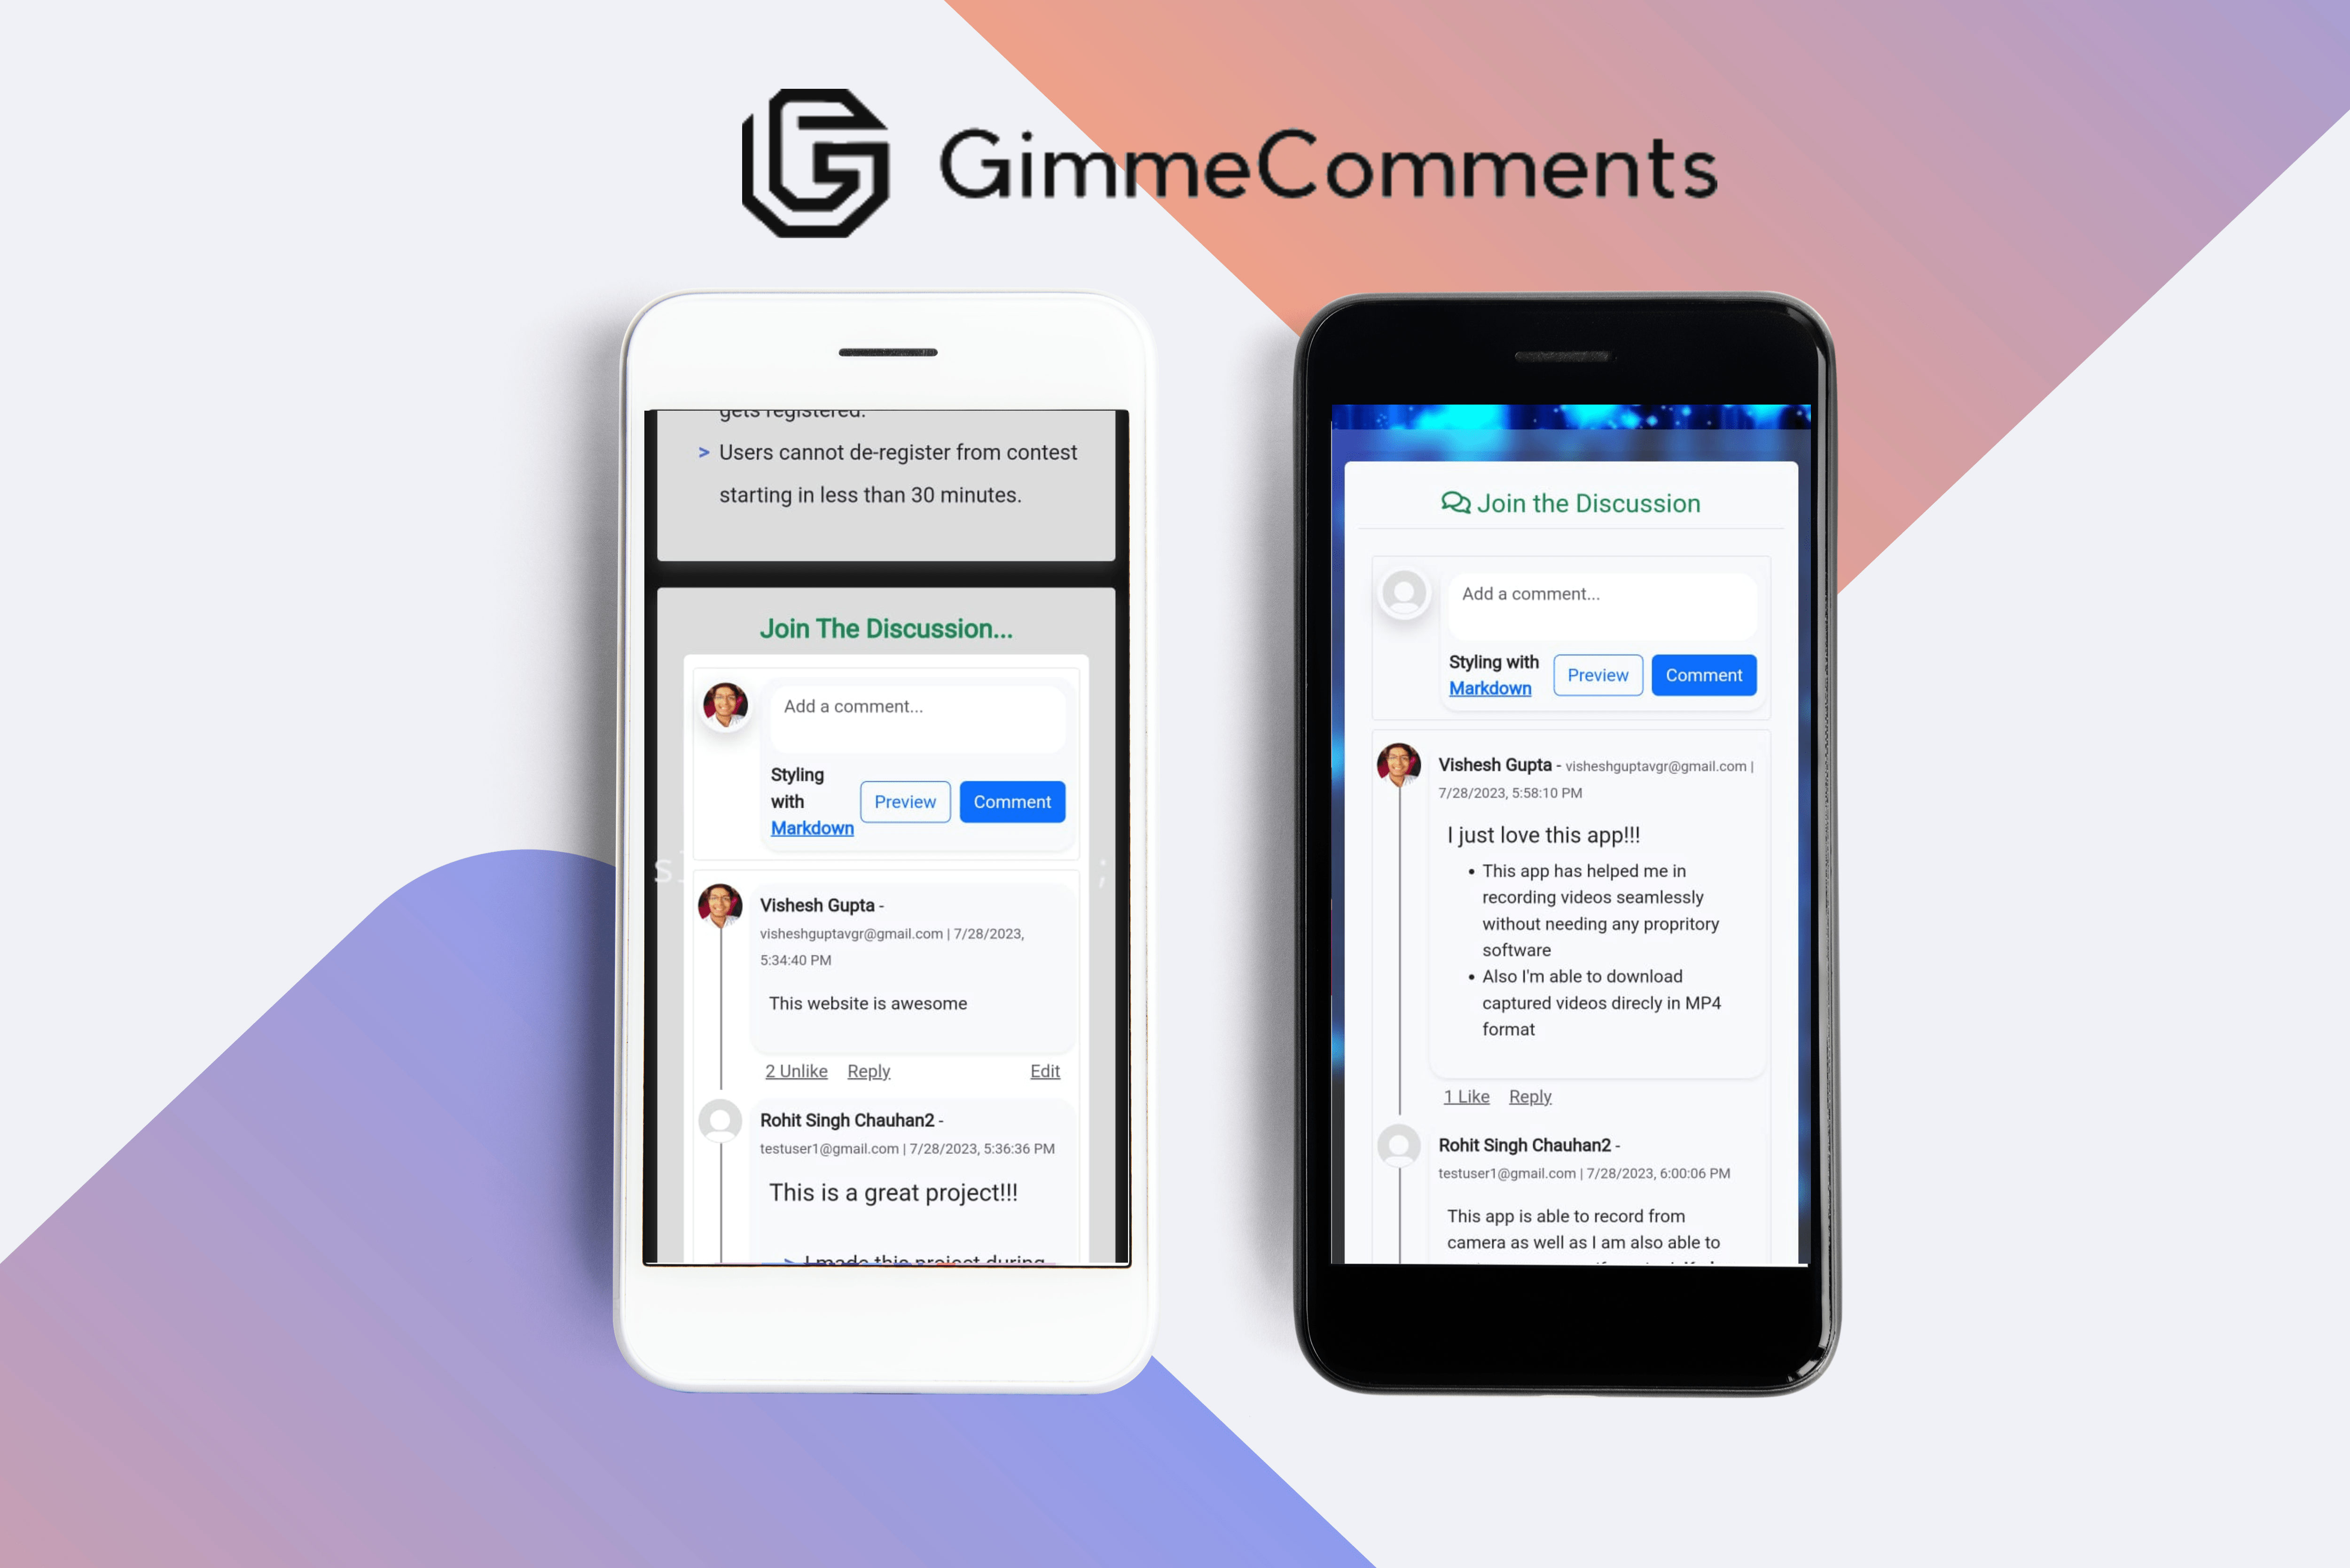 GimmeComments
gets registered.
> Users cannot de-register from contest
starting in less than 30 minutes.
Join The Discussion...
Add a comment...
Styling
with
Markdown
Preview
Comment
Vishesh Gupta -
visheshguptavgr@gmail.com | 7/28/2023,
5:34:40 PM
This website is awesome
2 Unlike Reply Edit
Rohit Singh Chauhan2 -
testuser1@gmail.com | 7/28/2023, 5:36:36 PM
This is a great project!!!
> I made this project during
Join the Discussion
Add a comment...
Styling with
Markdown
Preview
Comment
Vishesh Gupta - visheshguptavgr@gmail.com |
7/28/2023, 5:58:10 PM
I just love this app!!!
• This app has helped me in
recording videos seamlessly
without needing any propritory
software
• Also I'm able to download
captured videos direcly in MP4
format
1 Like Reply
Rohit Singh Chauhan2 -
testuser1@gmail.com | 7/28/2023, 6:00:06 PM
This app is able to record from
camera as well as I am also able to